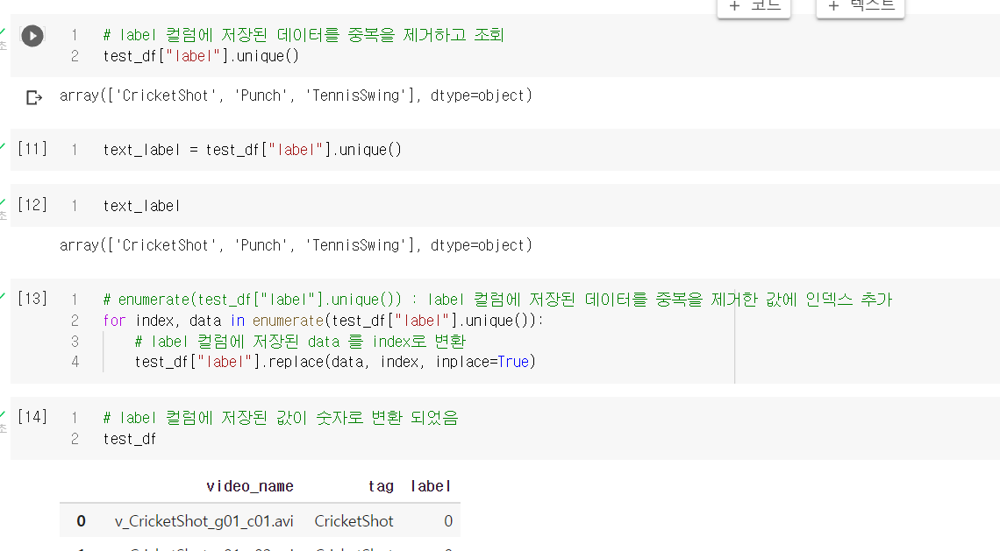 + 코드 + 텍스트
1 # label 컬럼에 저장된 데이터를 중복을 제거하고 조회
초 2 test_df["label"].unique()
array(['CricketShot', 'Punch', 'TennisSwing'], dtype=object)
[11] 1 text_label = test_df["label"].unique()
[12] 1 text_label
초
array(['CricketShot', 'Punch', 'TennisSwing'], dtype=object)
[13] 1 # enumerate(test_df["label"].unique()) : label 컬럼에 저장된 데이터를 중복을 제거한 값에 인덱스 추가
2 for index, data in enumerate(test_df["label"].unique()):
3 # label 컬럼에 저장된 data 를 index로 변환
4 test_df["label"].replace(data, index, inplace=True)
[14] 1 # label 컬럼에 저장된 값이 숫자로 변환 되었음
초 2 test_df
video_name tag label
0 v_CricketShot_g01_c01.avi CricketShot 0